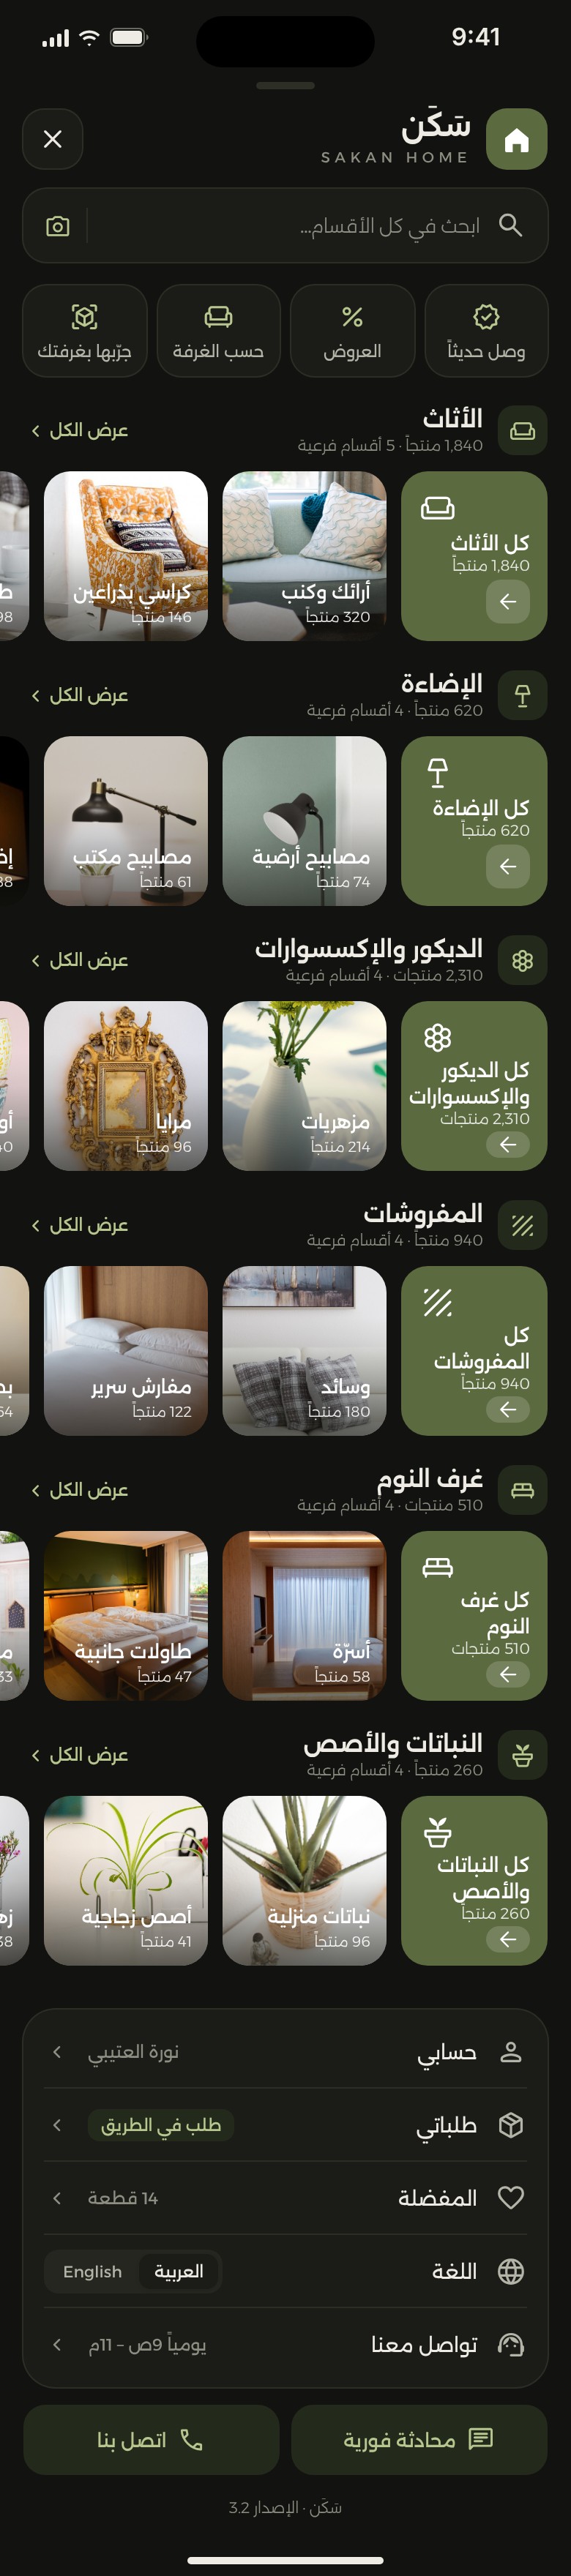 9:41
سَكَن
SAKAN HOME
ابحث في كل الأقسام...
وصل حديثاً
العروض
حسب الغرفة
جرّبها بغرفتك
الأثاث
1,840 منتجاً · 5 أقسام فرعية
عرض الكل
كل الأثاث
1,840 منتجاً
أرائك وكنب
320 منتجاً
كراسي بذراعين
146 منتجاً
الإضاءة
620 منتجاً · 4 أقسام فرعية
عرض الكل
كل الإضاءة
620 منتجاً
مصابيح أرضية
74 منتجاً
مصابيح مكتب
61 منتجاً
الديكور والإكسسوارات
2,310 منتجات · 4 أقسام فرعية
عرض الكل
كل الديكور
والإكسسوارات
2,310 منتجات
مزهريات
214 منتجاً
مرايا
96 منتجاً
المفروشات
940 منتجاً · 4 أقسام فرعية
عرض الكل
كل
المفروشات
940 منتجاً
وسائد
180 منتجاً
مفارش سرير
122 منتجاً
غرف النوم
510 منتجات · 4 أقسام فرعية
عرض الكل
كل غرف
النوم
510 منتجات
أسرّة
58 منتجاً
طاولات جانبية
47 منتجاً
النباتات والأصص
260 منتجاً · 4 أقسام فرعية
عرض الكل
كل النباتات
والأصص
260 منتجاً
نباتات منزلية
96 منتجاً
أصص زجاجية
41 منتجاً
حسابي
نورة العتيبي
طلباتي
طلب في الطريق
المفضلة
14 قطعة
اللغة
العربية
English
تواصل معنا
يومياً 9ص – 11م
محادثة فورية
اتصل بنا
سَكَن · الإصدار 3.2